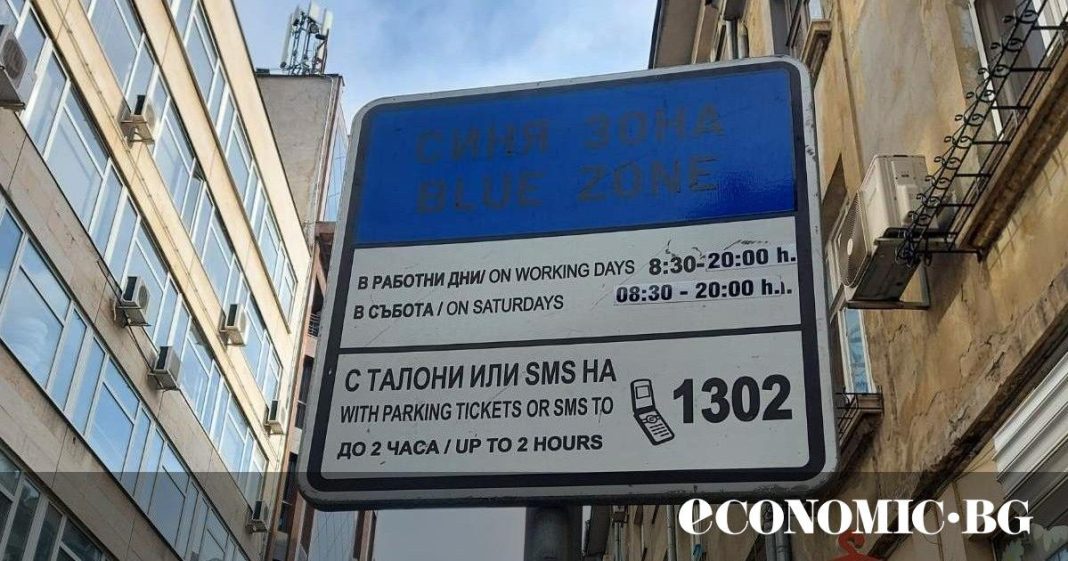 СИНЯ ЗОНА
BLUE ZONE
В РАБОТНИ ДНИ/ ON WORKING DAYS 8:30-20:00 h.
В СЪБОТА / ON SATURDAYS 08:30 - 20:00 h.
С ТАЛОНИ ИЛИ SMS НА
WITH PARKING TICKETS OR SMS TO 1302
ДО 2 ЧАСА / UP TO 2 HOURS
eCONOMIC·BG